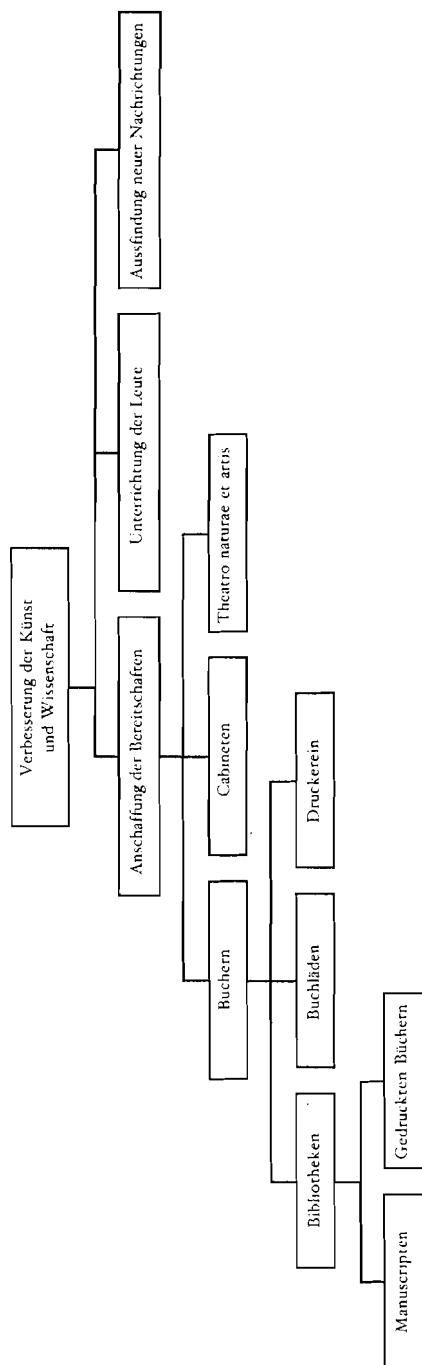 Verbesserung der Künst
und Wissenschaft
Anschaffung der Bereitschaften
Unterrichtung der Leute
Aussfindung neuer Nachrichtungen
Buchern
Cabineten
Theatro naturae et artis
Bibliotheken
Buchläden
Druckerein
Manuscripten
Gedruckten Büchern